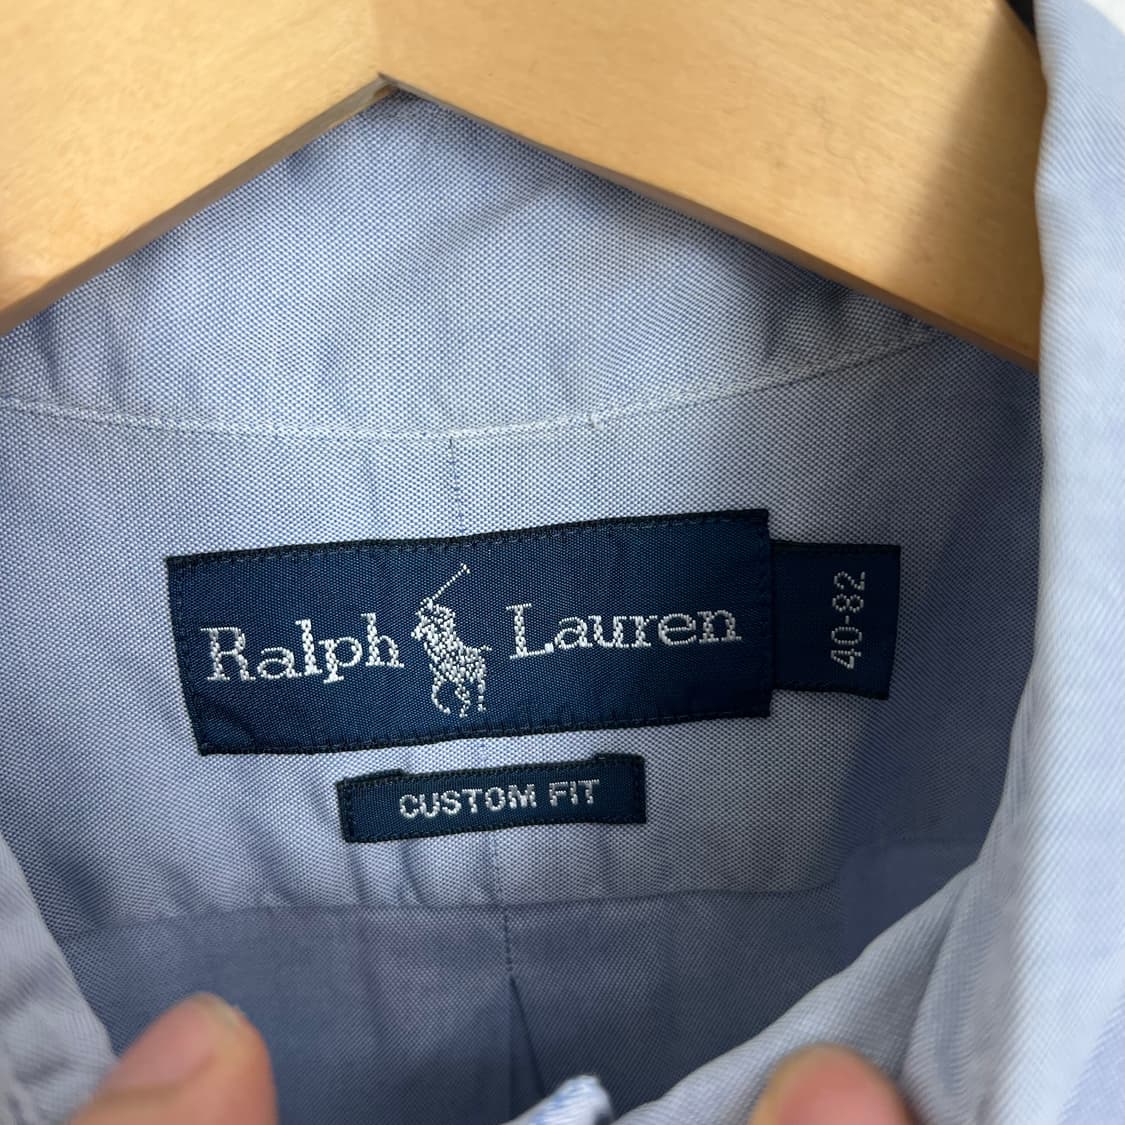 Ralph Lauren
40-82
CUSTOM FIT